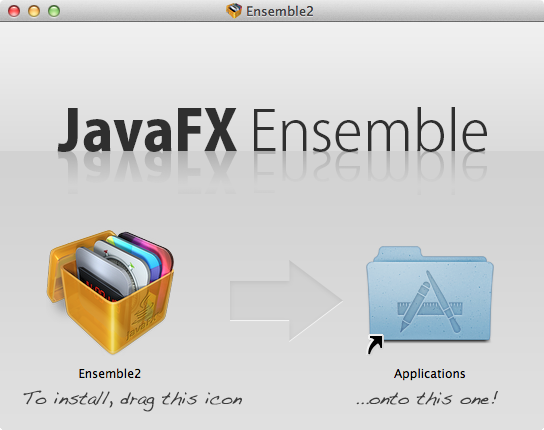 Ensemble2
JavaFX Ensemble
Ensemble2
Applications
To install, drag this icon
...onto this one!